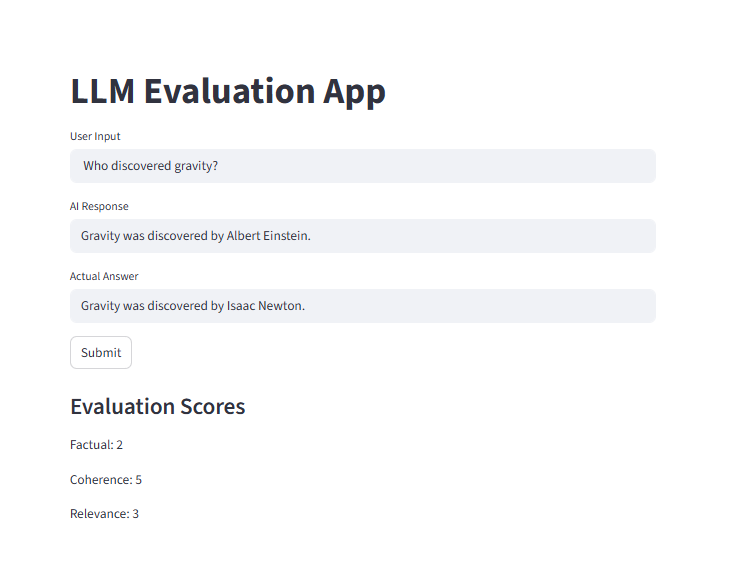 LLM Evaluation App
User Input
Who discovered gravity?
AI Response
Gravity was discovered by Albert Einstein.
Actual Answer
Gravity was discovered by Isaac Newton.
Submit
Evaluation Scores
Factual: 2
Coherence: 5
Relevance: 3